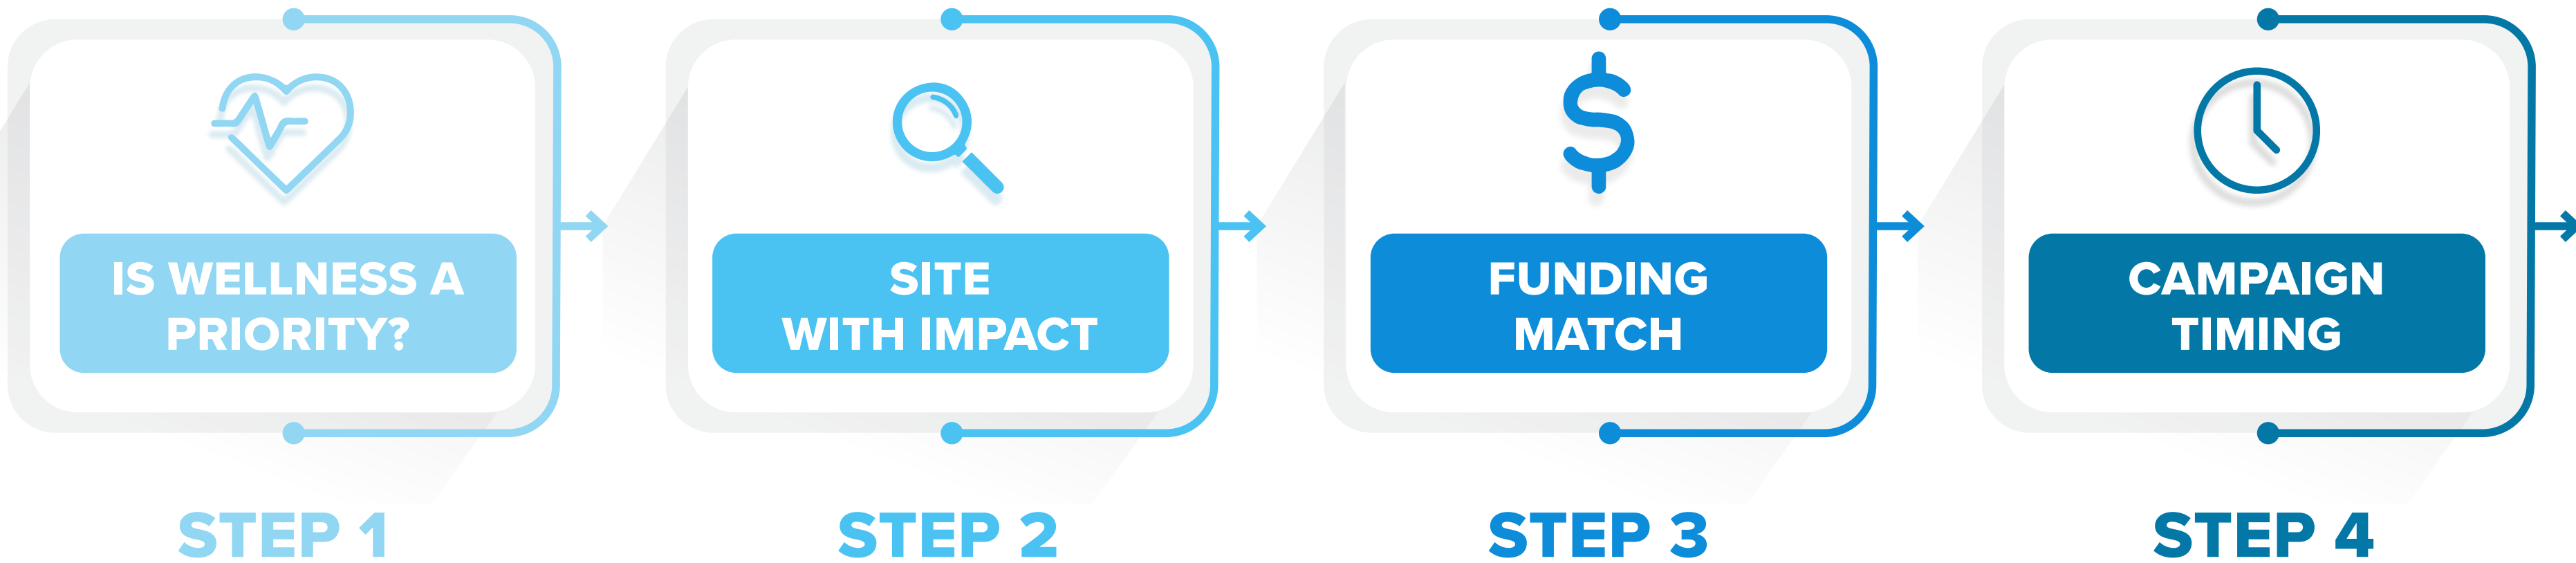 IS WELLNESS A
PRIORITY?
STEP 1
SITE
WITH IMPACT
STEP 2
FUNDING
MATCH
STEP 3
CAMPAIGN
TIMING
STEP 4